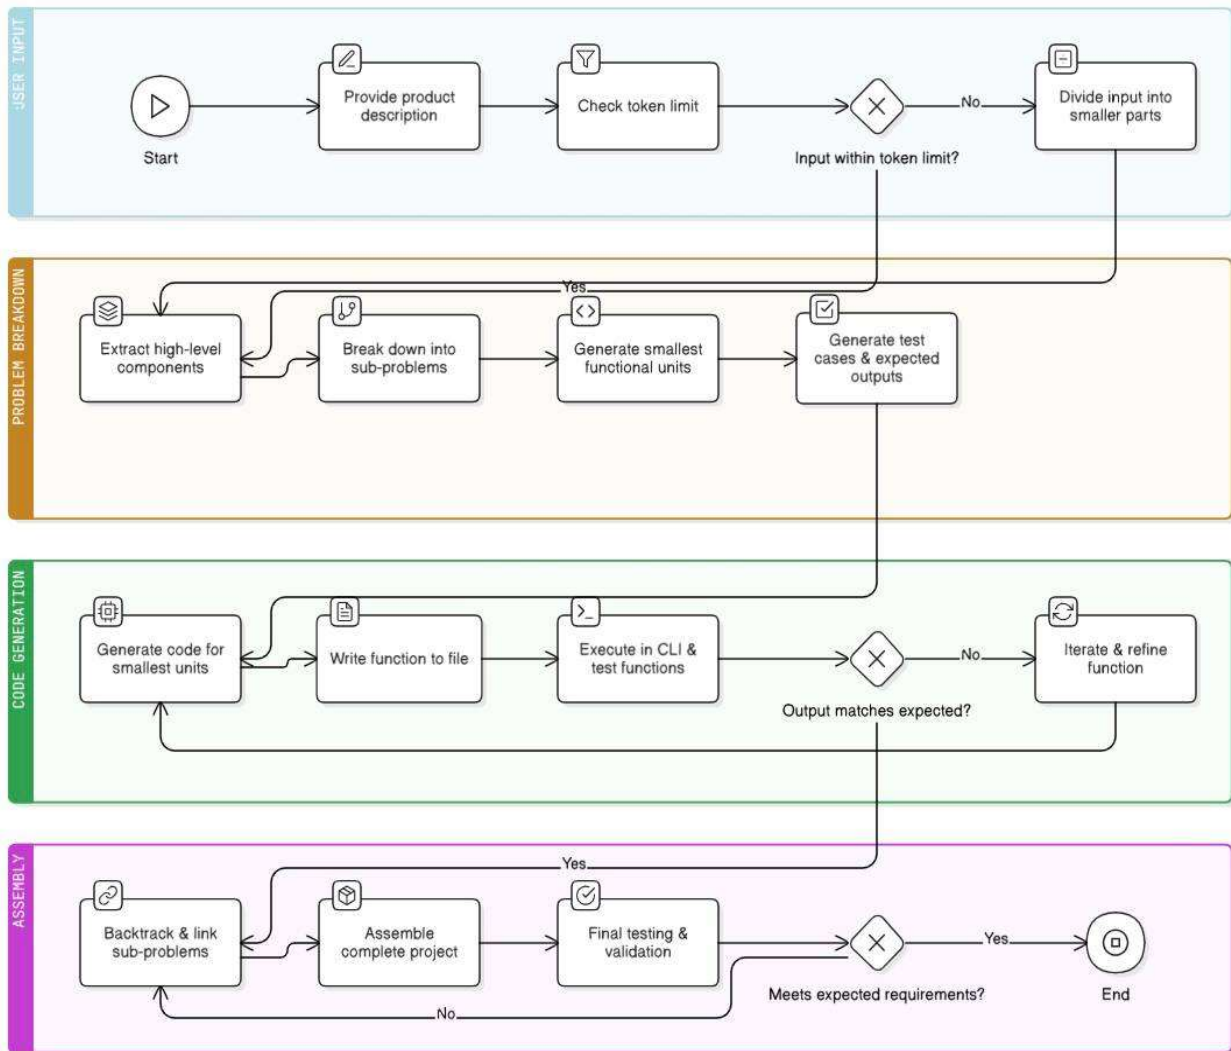 USER INPUT
Provide product
description
Check token limit
No
Divide input into
smaller parts
Start
Input within token limit?
PROBLEM BREAKDOWN
Yes
Extract high-level
components
Break down into
sub-problems
Generate smallest
functional units
Generate test
cases & expected
outputs
CODE GENERATION
Generate code for
smallest units
Write function to file
Execute in CLI &
test functions
No
Iterate & refine
function
Output matches expected?
ASSEMBLY
Yes
Backtrack & link
sub-problems
Assemble
complete project
Final testing &
validation
Yes
Meets expected requirements?
End
No